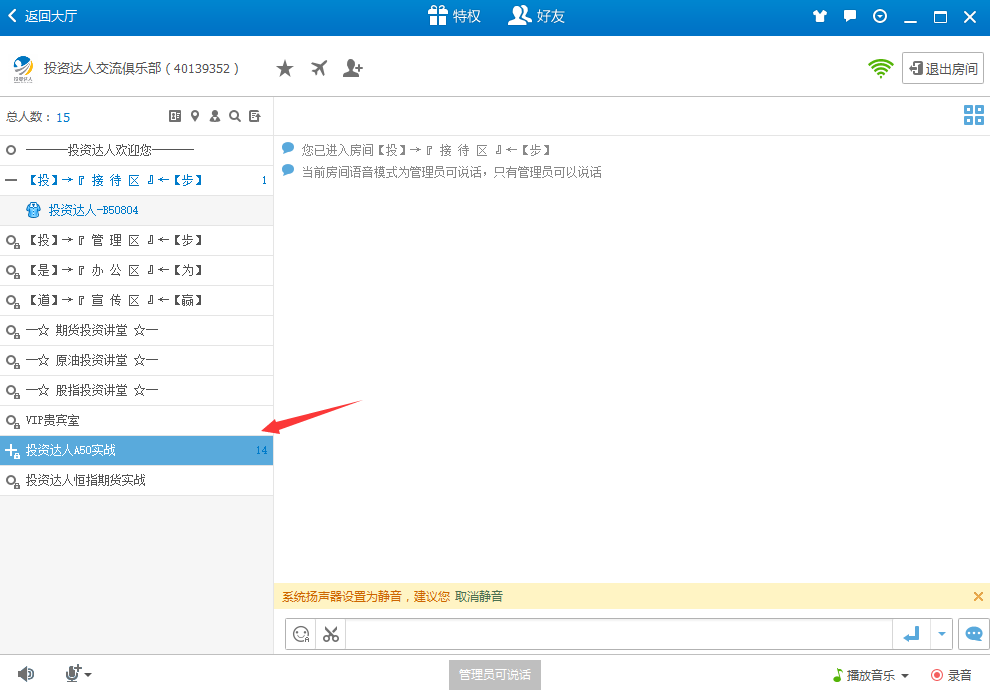 返回大厅
特权
好友
投资达人
投资达人交流俱乐部 ( 40139352 )
退出房间
总人数： 15
————投资达人欢迎您————
【投】→『 接 待 区 』←【步】 1
投资达人-B50804
【投】→『 管 理 区 』←【步】
【是】→『 办 公 区 』←【为】
【道】→『 宣 传 区 』←【赢】
—☆ 期货投资讲堂 ☆—
—☆ 原油投资讲堂 ☆—
—☆ 股指投资讲堂 ☆—
VIP贵宾室
投资达人A50实战 14
投资达人恒指期货实战
您已进入房间【投】→『 接 待 区 』←【步】
当前房间语音模式为管理员可说话，只有管理员可以说话
系统扬声器设置为静音，建议您 取消静音
管理员可说话
播放音乐
录音